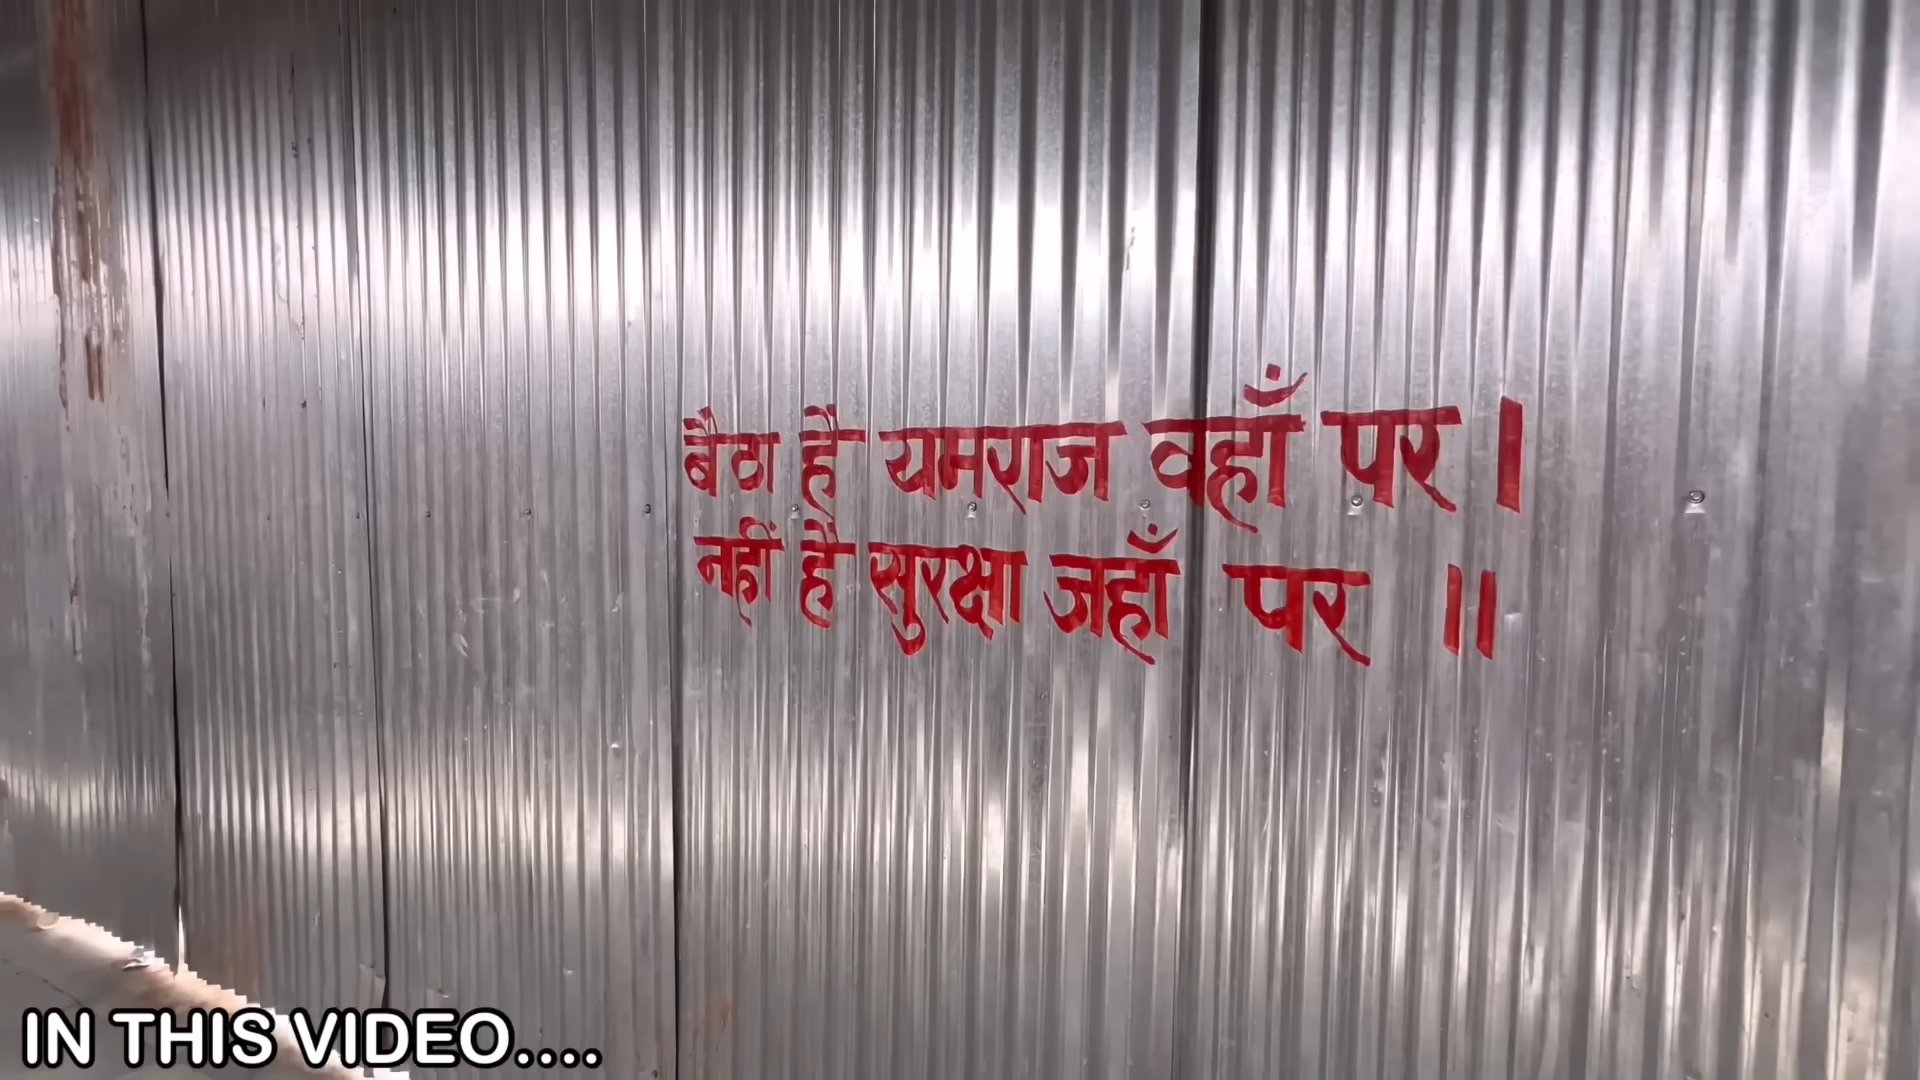 बैठा है यमराज वहाँ पर ।
नहीं है सुरक्षा जहाँ पर ॥
IN THIS VIDEO....